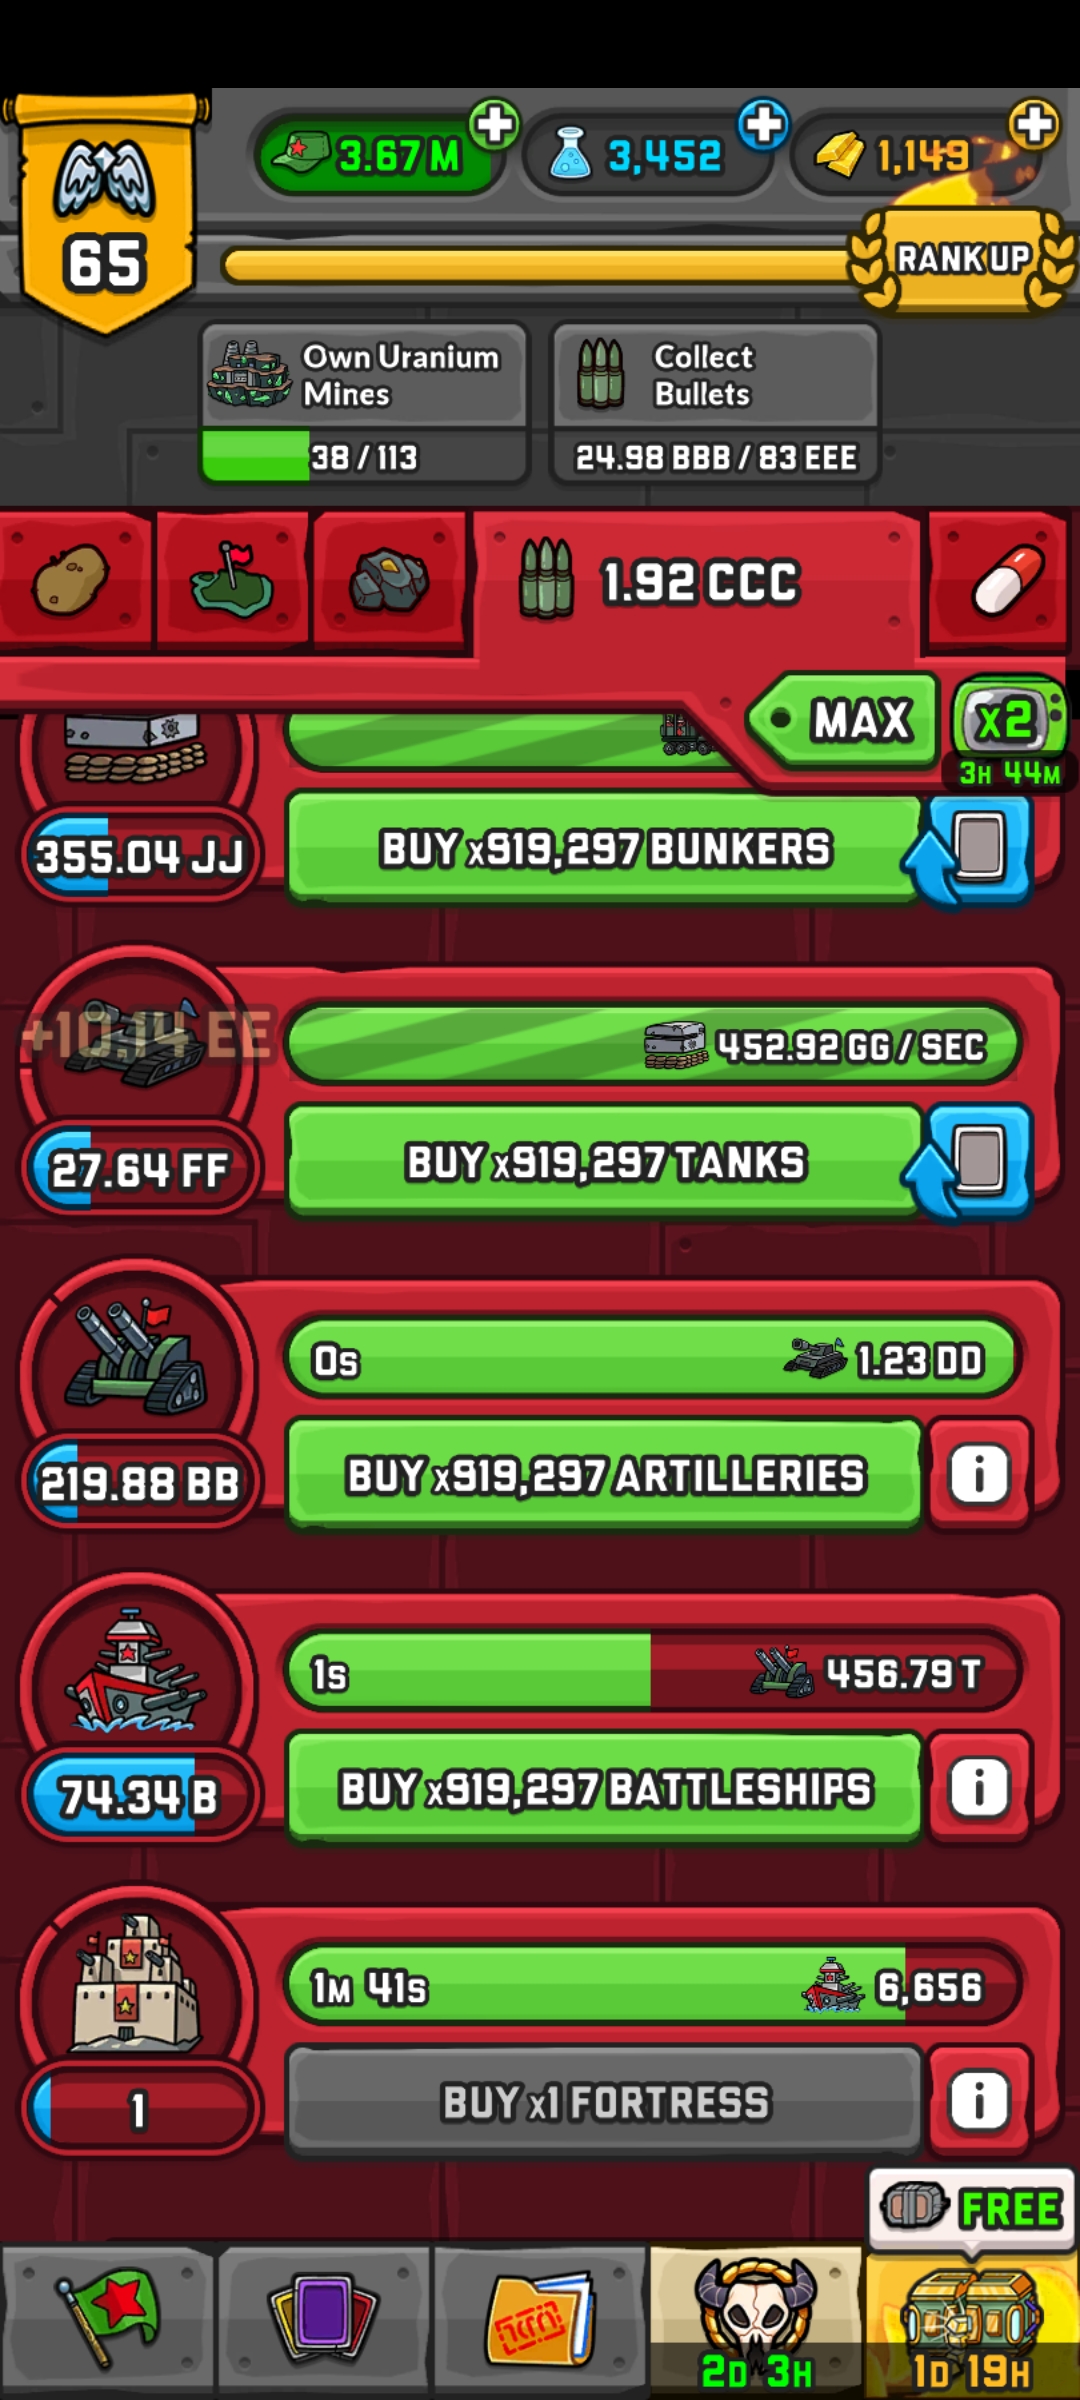 3.67 M
3,452
1,149
65
RANK UP
Own Uranium
Mines
38 / 113
Collect
Bullets
24.98 BBB / 83 EEE
1.92 CCC
MAX
x2
3H 44M
355.04 JJ
BUY x919,297 BUNKERS
+10.14 EE
452.92 GG / SEC
27.64 FF
BUY x919,297 TANKS
0s
1.23 DD
219.88 BB
BUY x919,297 ARTILLERIES
i
1s
456.79 T
74.34 B
BUY x919,297 BATTLESHIPS
i
1M 41s
6,656
1
BUY x1 FORTRESS
i
FREE
2D 3H
1D 19H